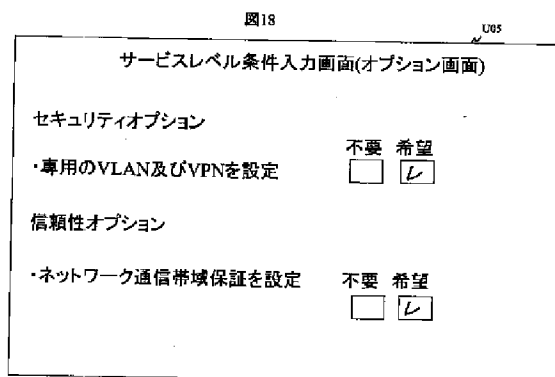 図18
U05
サービスレベル条件入力画面(オプション画面)
セキュリティオプション
不要 希望
・専用のVLAN及びVPNを設定
レ
信頼性オプション
・ネットワーク通信帯域保証を設定 不要 希望
レ